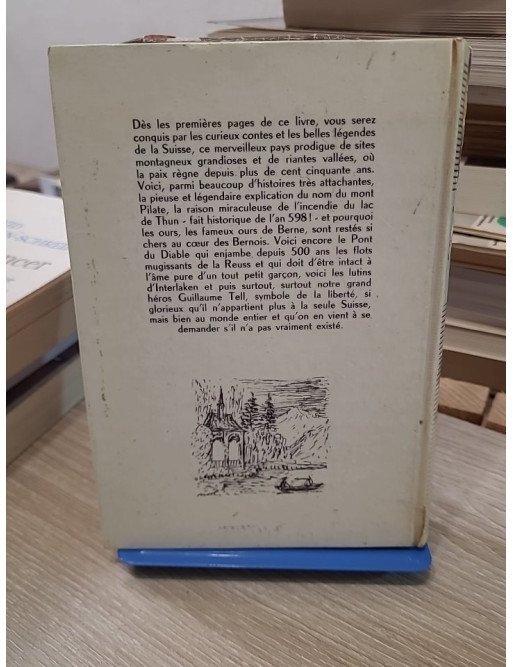 Dès les premières pages de ce livre, vous serez
conquis par les curieux contes et les belles légendes
de la Suisse, ce merveilleux pays prodigue de sites
montagneux grandioses et de riantes vallées, où
la paix règne depuis plus de cent cinquante ans.
Voici, parmi beaucoup d'histoires très attachantes,
la pieuse et légendaire explication du nom du mont
Pilate, la raison miraculeuse de l'incendie du lac
de Thun - fait historique de l'an 598! - et pourquoi
les ours, les fameux ours de Berne, sont restés si
chers au cœur des Bernois. Voici encore le Pont
du Diable qui enjambe depuis 500 ans les flots
mugissants de la Reuss et qui doit d'être intact à
l'âme pure d'un tout petit garçon, voici les lutins
d'Interlaken et puis surtout, surtout notre grand
héros Guillaume Tell, symbole de la liberté, si
glorieux qu'il n'appartient plus à la seule Suisse,
mais bien au monde entier et qu'on en vient à se
demander s'il n'a pas vraiment existé.